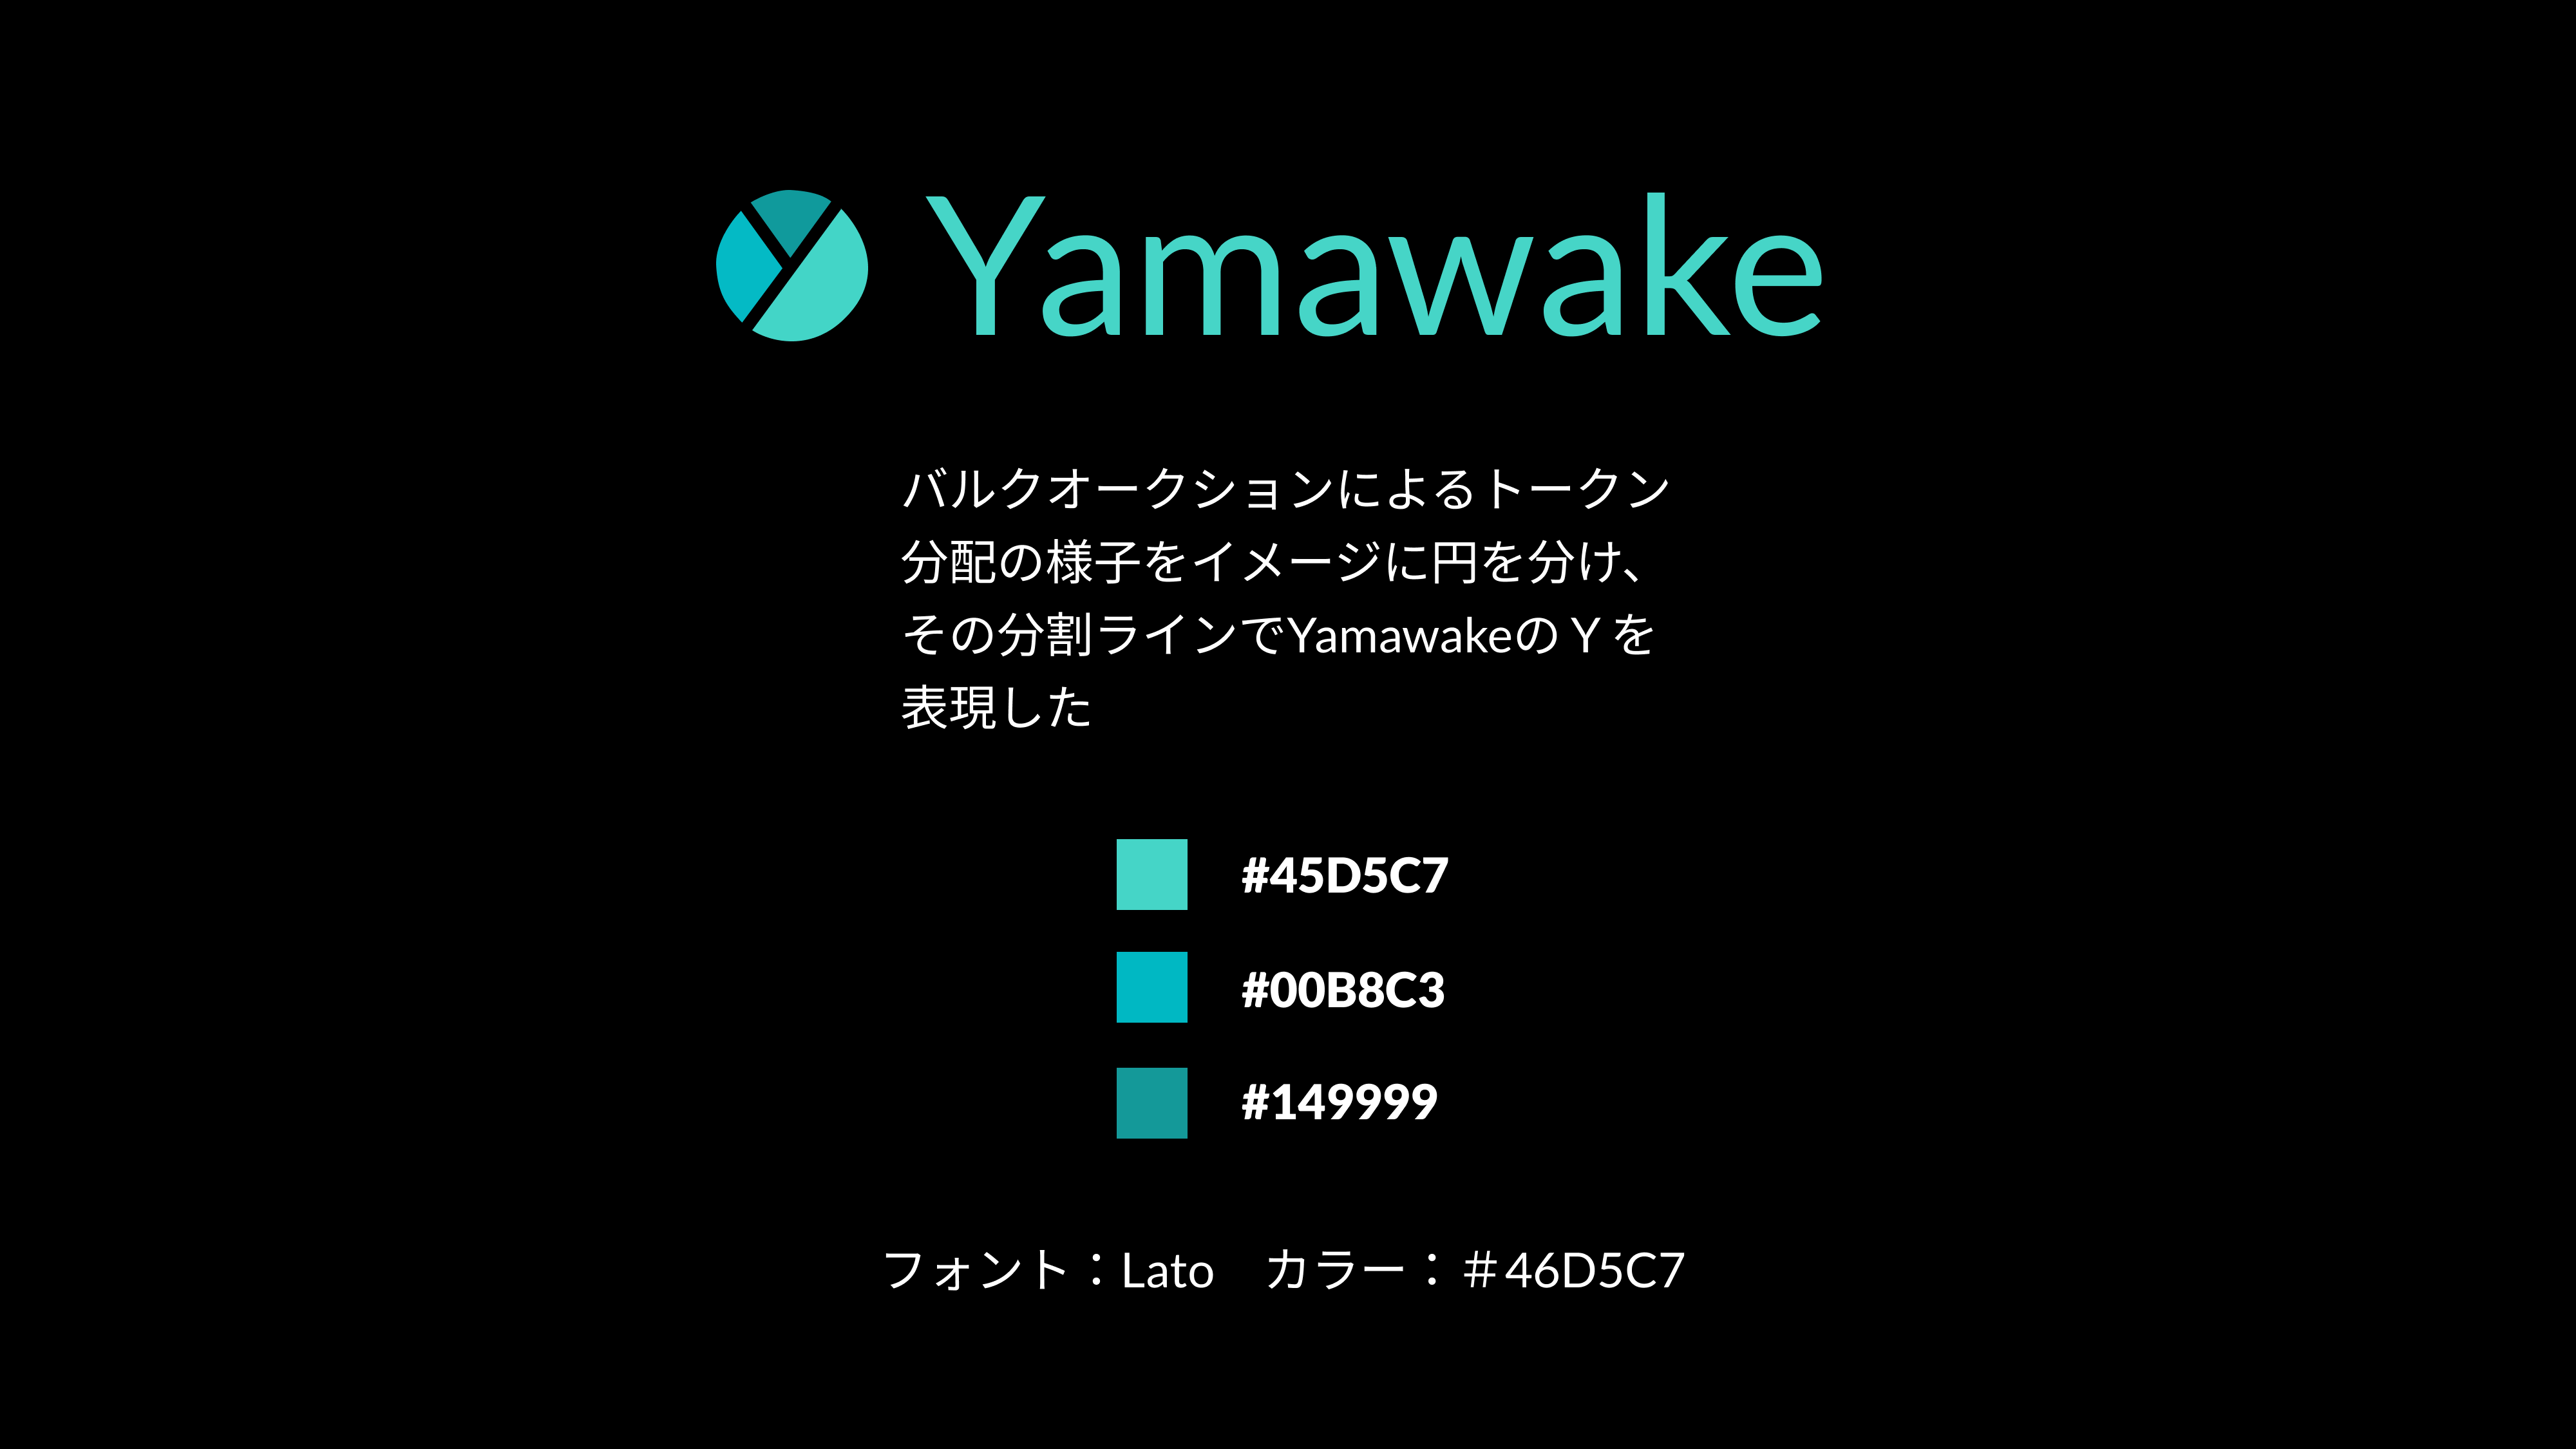 Yamawake
バルクオークションによるトークン
分配の様子をイメージに円を分け、
その分割ラインでYamawakeのＹを
表現した
#45D5C7
#00B8C3
#149999
フォント：Lato　カラー：＃46D5C7